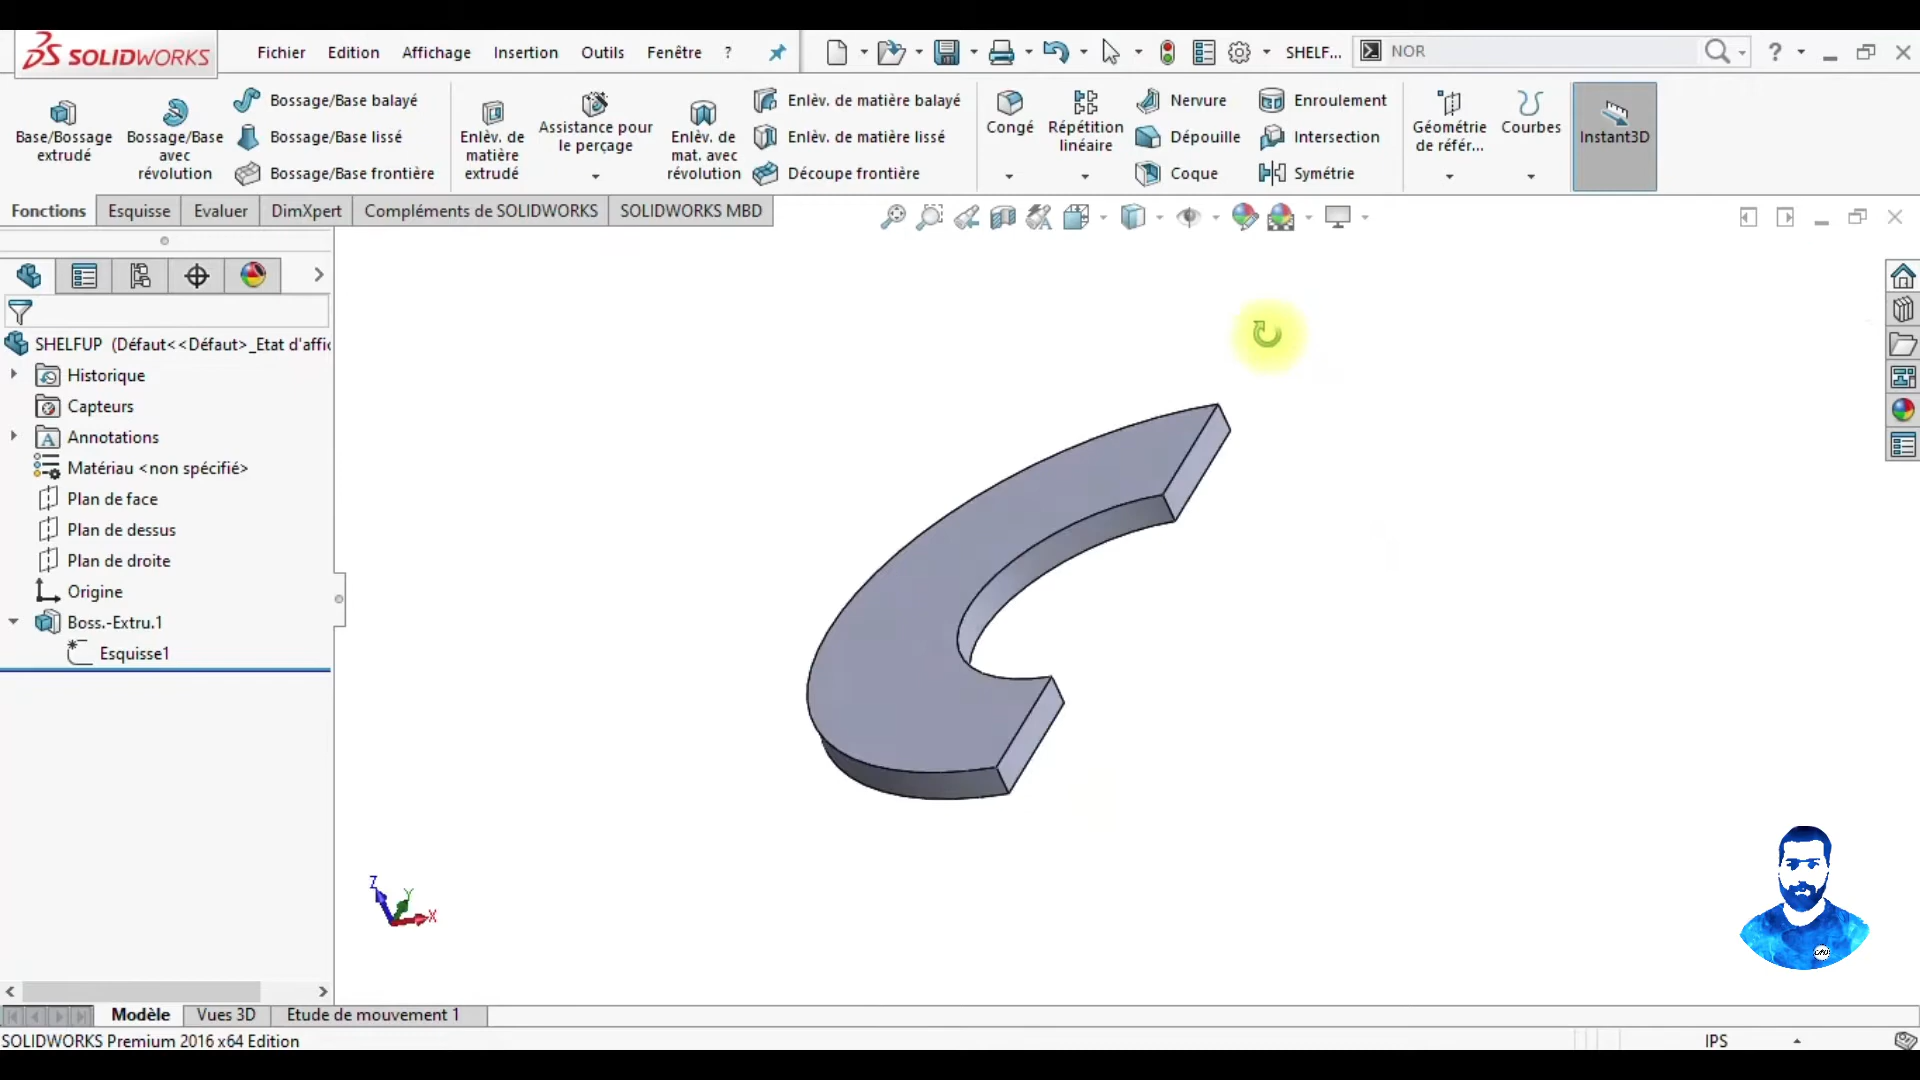 SOLIDWORKS
Fichier Edition Affichage Insertion Outils Fenêtre ?
SHELF...
NOR
?
Base/Bossage
extrudé
Bossage/Base
avec
révolution
Bossage/Base balayé
Bossage/Base lissé
Bossage/Base frontière
Enlèv. de
matière
extrudé
Assistance pour
le perçage
Enlèv. de
mat. avec
révolution
Enlèv. de matière balayé
Enlèv. de matière lissé
Découpe frontière
Congé
Répétition
linéaire
Nervure
Dépouille
Coque
Enroulement
Intersection
Symétrie
Géométrie
de référ...
Courbes
Instant3D
Fonctions Esquisse Evaluer DimXpert Compléments de SOLIDWORKS SOLIDWORKS MBD
SHELFUP (Défaut<<Défaut>_Etat d'affic
Historique
Capteurs
A Annotations
Matériau <non spécifié>
Plan de face
Plan de dessus
Plan de droite
Origine
Boss.-Extru.1
Esquisse1
Z
Y
X
Modèle Vues 3D Etude de mouvement 1
SOLIDWORKS Premium 2016 x64 Edition
IPS